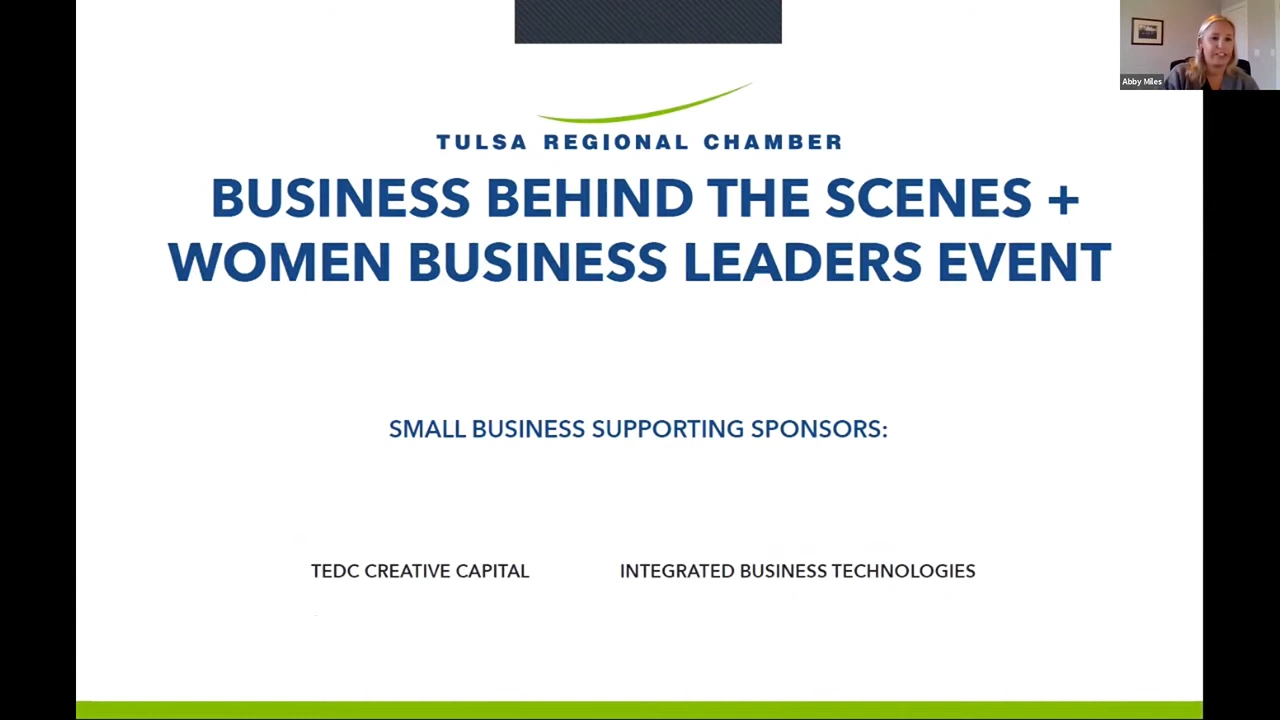 Abby Miles
TULSA REGIONAL CHAMBER
BUSINESS BEHIND THE SCENES +
WOMEN BUSINESS LEADERS EVENT
SMALL BUSINESS SUPPORTING SPONSORS:
TEDC CREATIVE CAPITAL
INTEGRATED BUSINESS TECHNOLOGIES